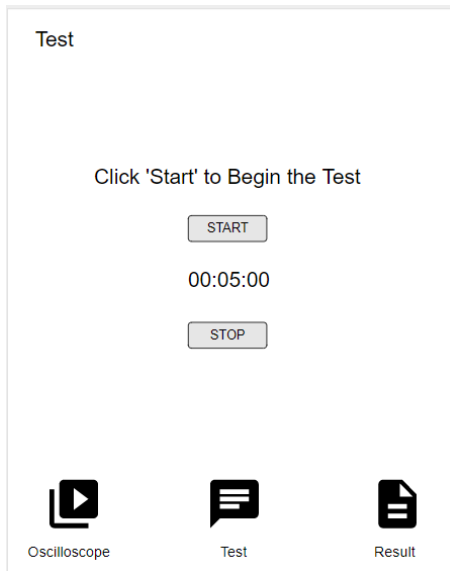 Test
Click 'Start' to Begin the Test
START
00:05:00
STOP
Oscilloscope Test Result